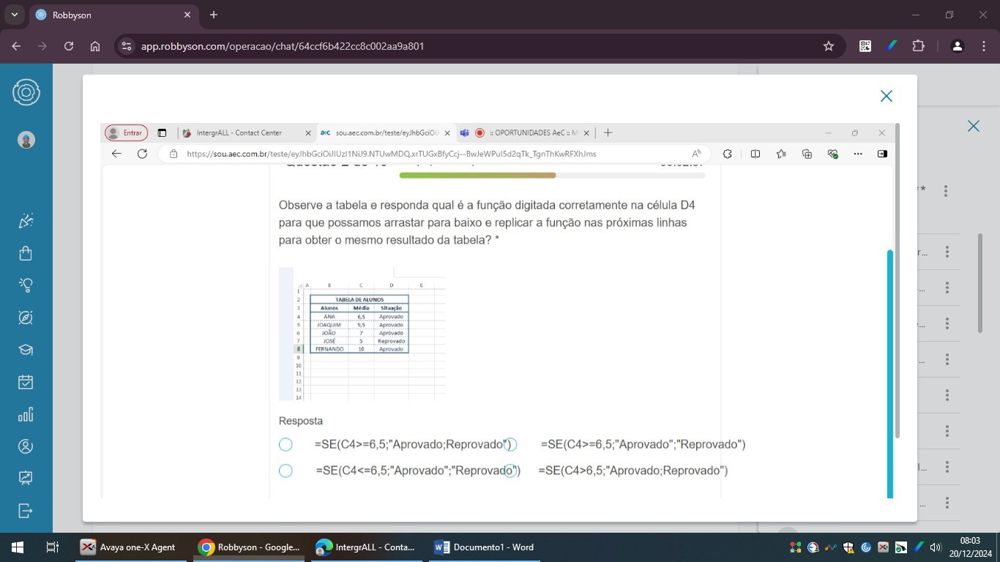 Robbyson
app.robbyson.com/operacao/chat/64ccf6b422cc8c002aa9a801
Entrar
IntergrALL - Contact Center
aec
sou.aec.com.br/teste/eyJhbGciOiJ
:: OPORTUNIDADES AeC :: M
https://sou.aec.com.br/teste/eyJhbGciOiJIUzI1NiJ9.NTUwMDQ.xrTUGxBfyCcj--BwJeWPuI5d2qTk_TgnThKwRFXhJms
Observe a tabela e responda qual é a função digitada corretamente na célula D4
para que possamos arrastar para baixo e replicar a função nas próximas linhas
para obter o mesmo resultado da tabela? *
A B C D E
1
2 TABELA DE ALUNOS
3 Alunos Média Situação
4 ANA 6,5 Aprovado
5 JOAQUIM 9,5 Aprovado
6 JOÃO 7 Aprovado
7 JOSÉ 5 Reprovado
8 FERNANDO 10 Aprovado
9
10
11
12
13
14
Resposta
=SE(C4>=6,5;"Aprovado;Reprovado")
=SE(C4>=6,5;"Aprovado";"Reprovado")
=SE(C4<=6,5;"Aprovado";"Reprovado")
=SE(C4>6,5;"Aprovado;Reprovado")
Avaya one-X Agent
Robbyson - Google...
IntergrALL - Conta...
Documento1 - Word
08:03
20/12/2024